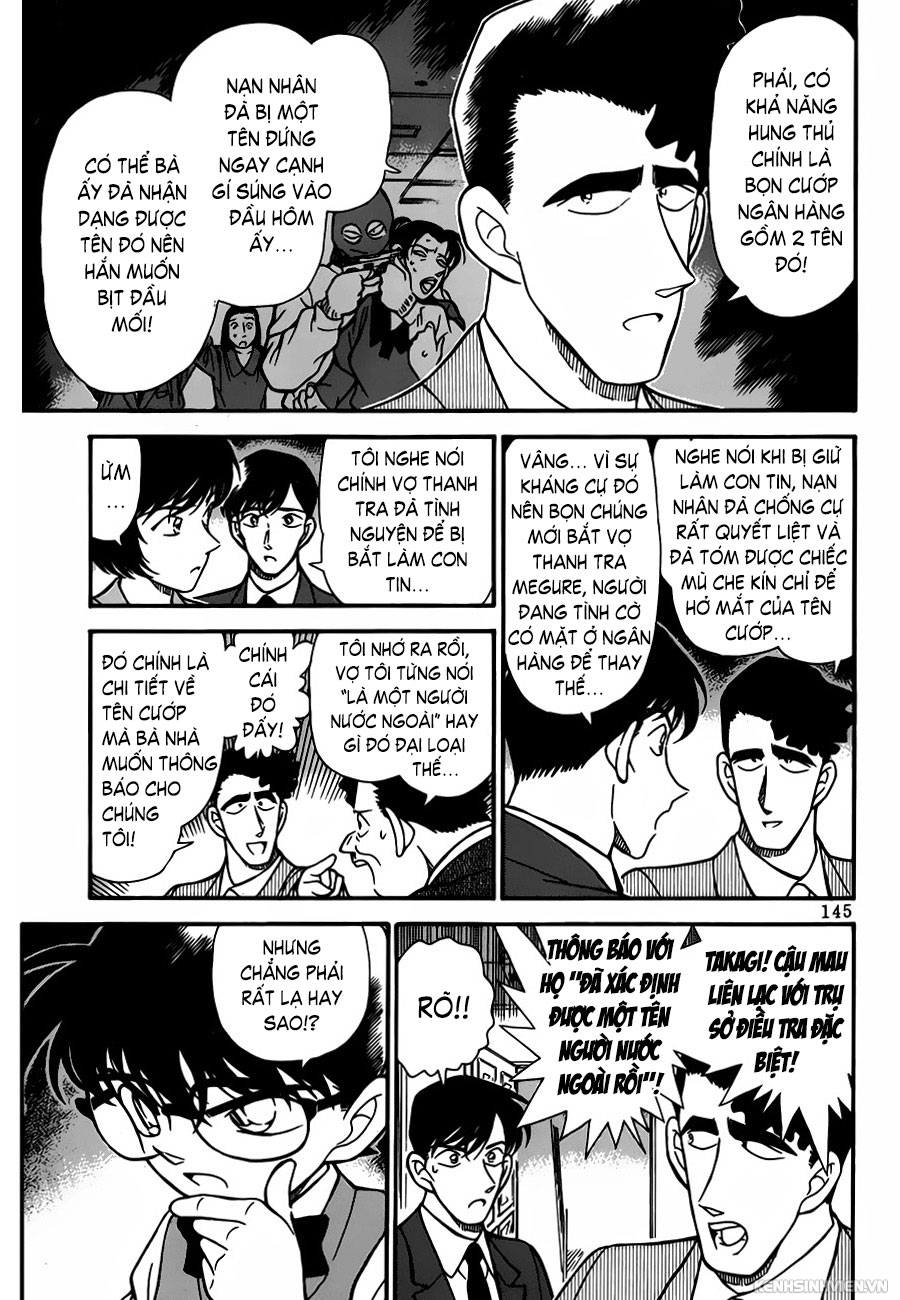 PHẢI, CÓ
KHẢ NĂNG
HUNG THỦ
CHÍNH LÀ
BỌN CƯỚP
NGÂN HÀNG
GỒM 2 TÊN
ĐÓ!
NẠN NHÂN
ĐÃ BỊ MỘT
TÊN ĐỨNG
NGAY CẠNH
GÍ SÚNG VÀO
ĐẦU HÔM
ẤY...
CÓ THỂ BÀ
ẤY ĐÃ NHẬN
DẠNG ĐƯỢC
TÊN ĐÓ NÊN
HẮN MUỐN
BỊT ĐẦU
MỐI!
NGHE NÓI KHI BỊ GIỮ
LÀM CON TIN, NẠN
NHÂN ĐÃ CHỐNG CỰ
RẤT QUYẾT LIỆT VÀ
ĐÃ TÓM ĐƯỢC CHIẾC
MŨ CHE KÍN CHỈ ĐỂ
HỞ MẮT CỦA TÊN
CƯỚP...
VÂNG... VÌ SỰ
KHÁNG CỰ ĐÓ
NÊN BỌN CHÚNG
MỚI BẮT VỢ
THANH TRA
MEGURE, NGƯỜI
ĐANG TÌNH CỜ
CÓ MẶT Ở NGÂN
HÀNG ĐỂ THAY
THẾ...
TÔI NGHE NÓI
CHÍNH VỢ THANH
TRA ĐÃ TÌNH
NGUYỆN ĐỂ BỊ
BẮT LÀM CON
TIN...
ỪM
...
TÔI NHỚ RA RỒI,
VỢ TÔI TỪNG NÓI
“LÀ MỘT NGƯỜI
NƯỚC NGOÀI” HAY
GÌ ĐÓ ĐẠI LOẠI
THẾ...
CHÍNH
CÁI
ĐÓ
ĐẤY!
ĐÓ CHÍNH LÀ
CHI TIẾT VỀ
TÊN CƯỚP
MÀ BÀ NHÀ
MUỐN THÔNG
BÁO CHO
CHÚNG
TÔI!
145
TAKAGI! CẬU MAU
LIÊN LẠC VỚI TRỤ
SỞ ĐIỀU TRA ĐẶC
BIỆT!
THÔNG BÁO VỚI
HỌ "ĐÃ XÁC ĐỊNH
ĐƯỢC MỘT TÊN
NGƯỜI NƯỚC
NGOÀI RỒI"!
RÕ!!
NHƯNG
CHẲNG PHẢI
RẤT LẠ HAY
SAO!?
KENHSINHVIEN.VN